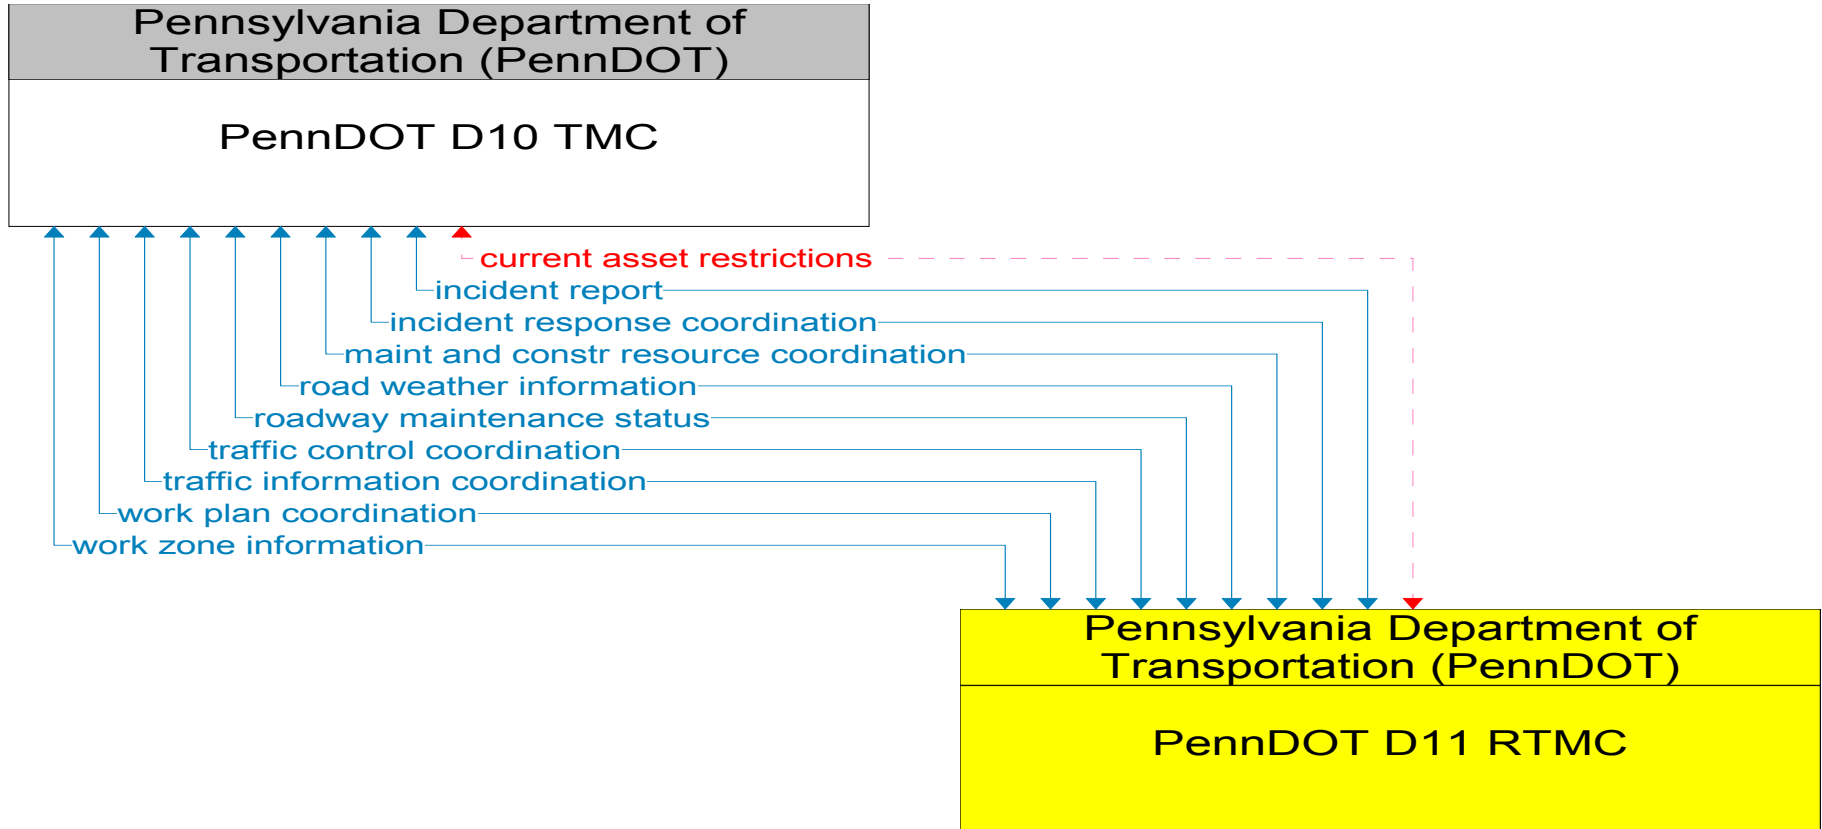 Pennsylvania Department of
Transportation (PennDOT)
PennDOT D10 TMC
current asset restrictions
incident report
incident response coordination
maint and constr resource coordination
road weather information
roadway maintenance status
traffic control coordination
traffic information coordination
work plan coordination
work zone information
Pennsylvania Department of
Transportation (PennDOT)
PennDOT D11 RTMC